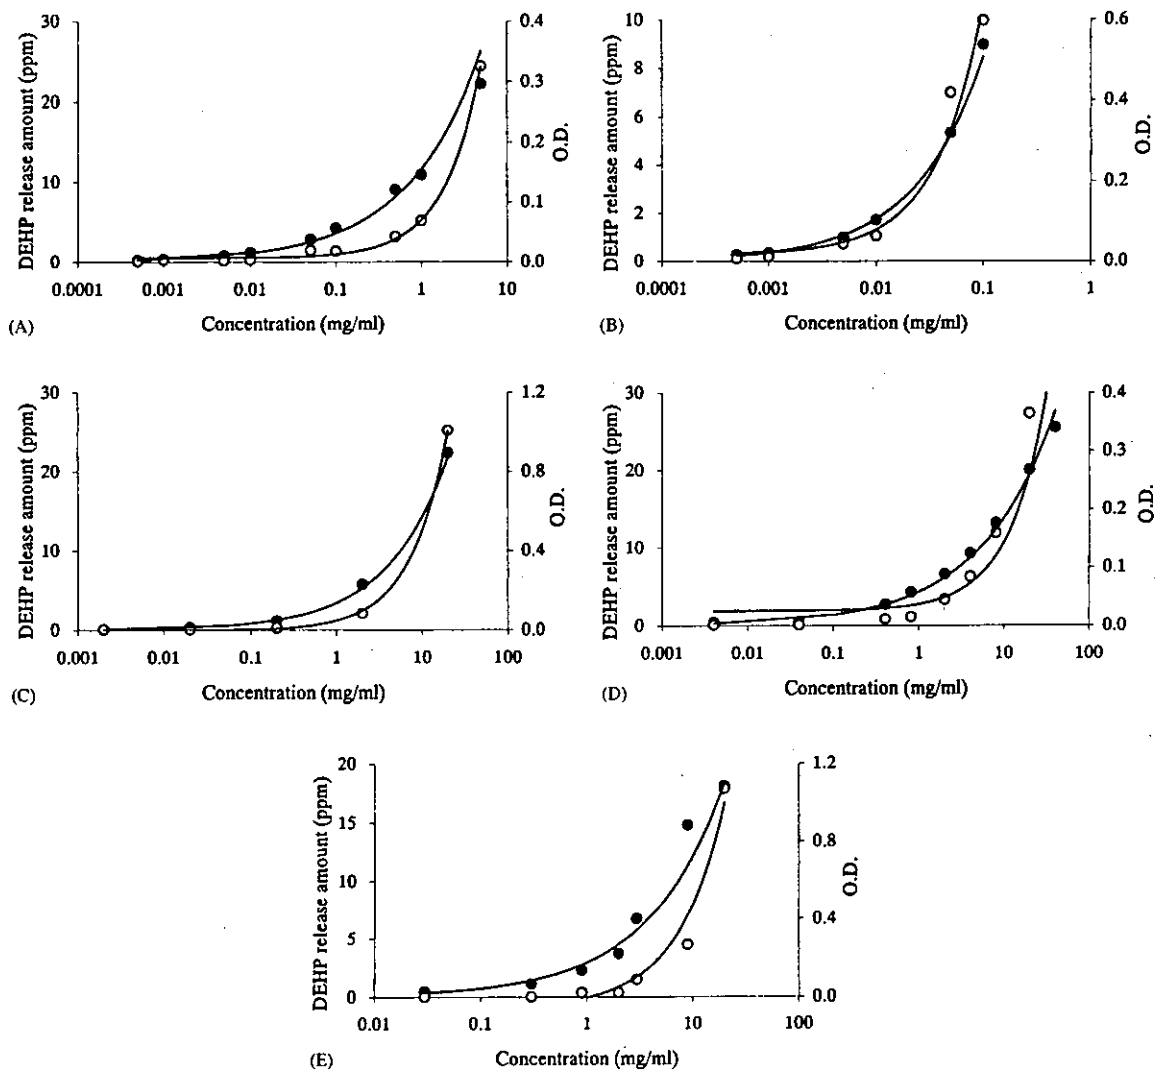 30
20
10
0
DEHP release amount (ppm)
0.4
0.3
0.2
0.1
0.0
O.D.
0.0001 0.001 0.01 0.1 1 10
Concentration (mg/ml)
(A)
10
8
6
4
2
0
DEHP release amount (ppm)
0.6
0.4
0.2
0.0
O.D.
0.0001 0.001 0.01 0.1 1
Concentration (mg/ml)
(B)
30
20
10
0
DEHP release amount (ppm)
1.2
0.8
0.4
0.0
O.D.
0.001 0.01 0.1 1 10 100
Concentration (mg/ml)
(C)
30
20
10
0
DEHP release amount (ppm)
0.4
0.3
0.2
0.1
0.0
O.D.
0.001 0.01 0.1 1 10 100
Concentration (mg/ml)
(D)
20
15
10
5
0
DEHP release amount (ppm)
1.2
0.8
0.4
0.0
O.D.
0.01 0.1 1 10 100
Concentration (mg/ml)
(E)